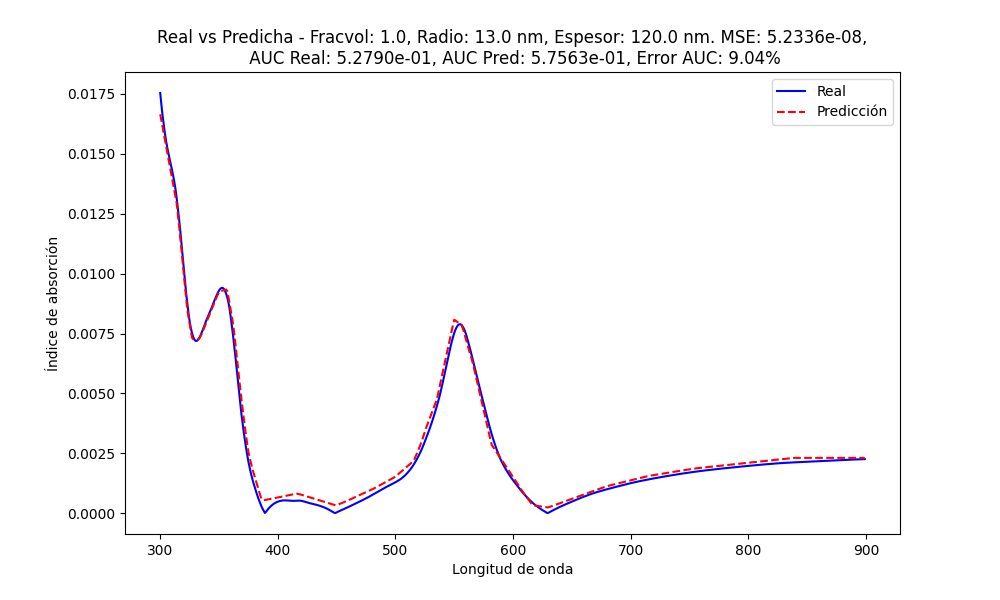 Real vs Predicha - Fracvol: 1.0, Radio: 13.0 nm, Espesor: 120.0 nm. MSE: 5.2336e-08,
AUC Real: 5.2790e-01, AUC Pred: 5.7563e-01, Error AUC: 9.04%
Real
Predicción
Índice de absorción
0.0175
0.0150
0.0125
0.0100
0.0075
0.0050
0.0025
0.0000
300 400 500 600 700 800 900
Longitud de onda